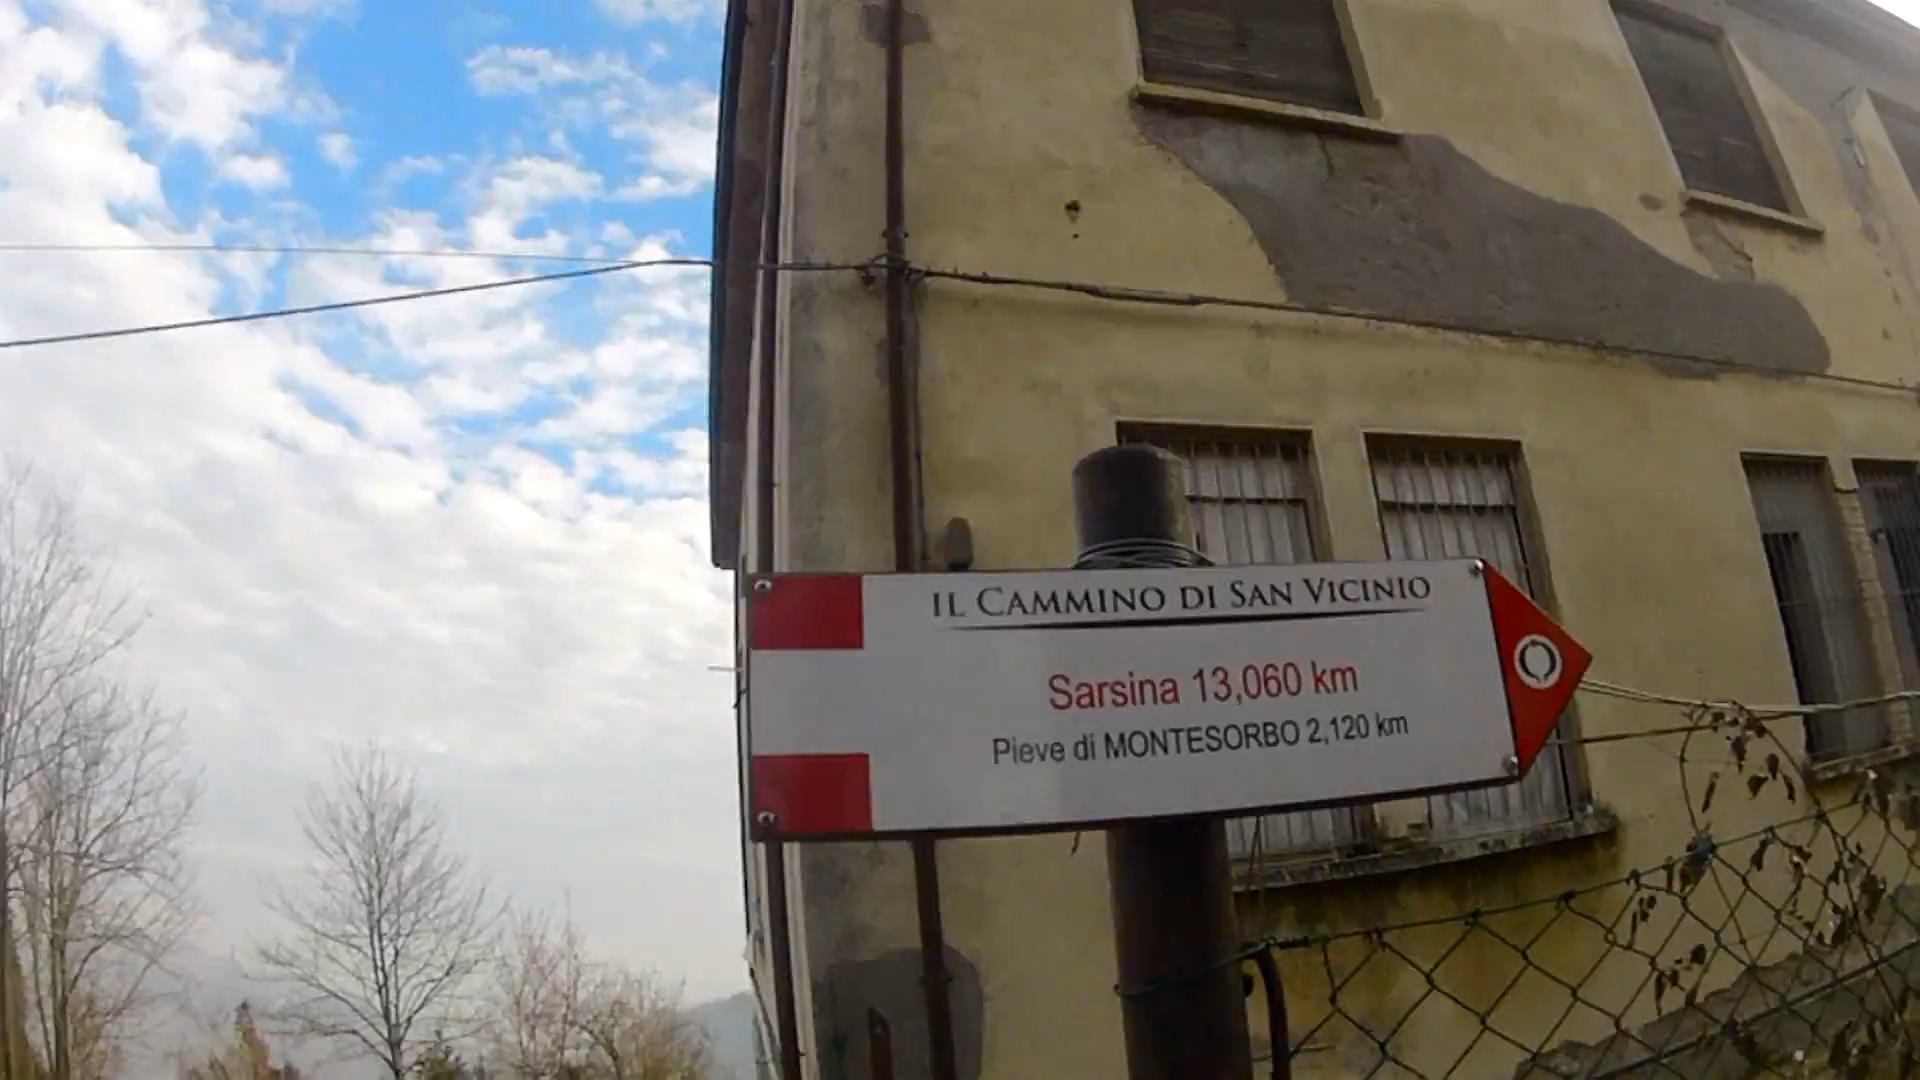 IL CAMMINO DI SAN VICINIO
Sarsina 13,060 km
Pieve di MONTESORBO 2,120 km